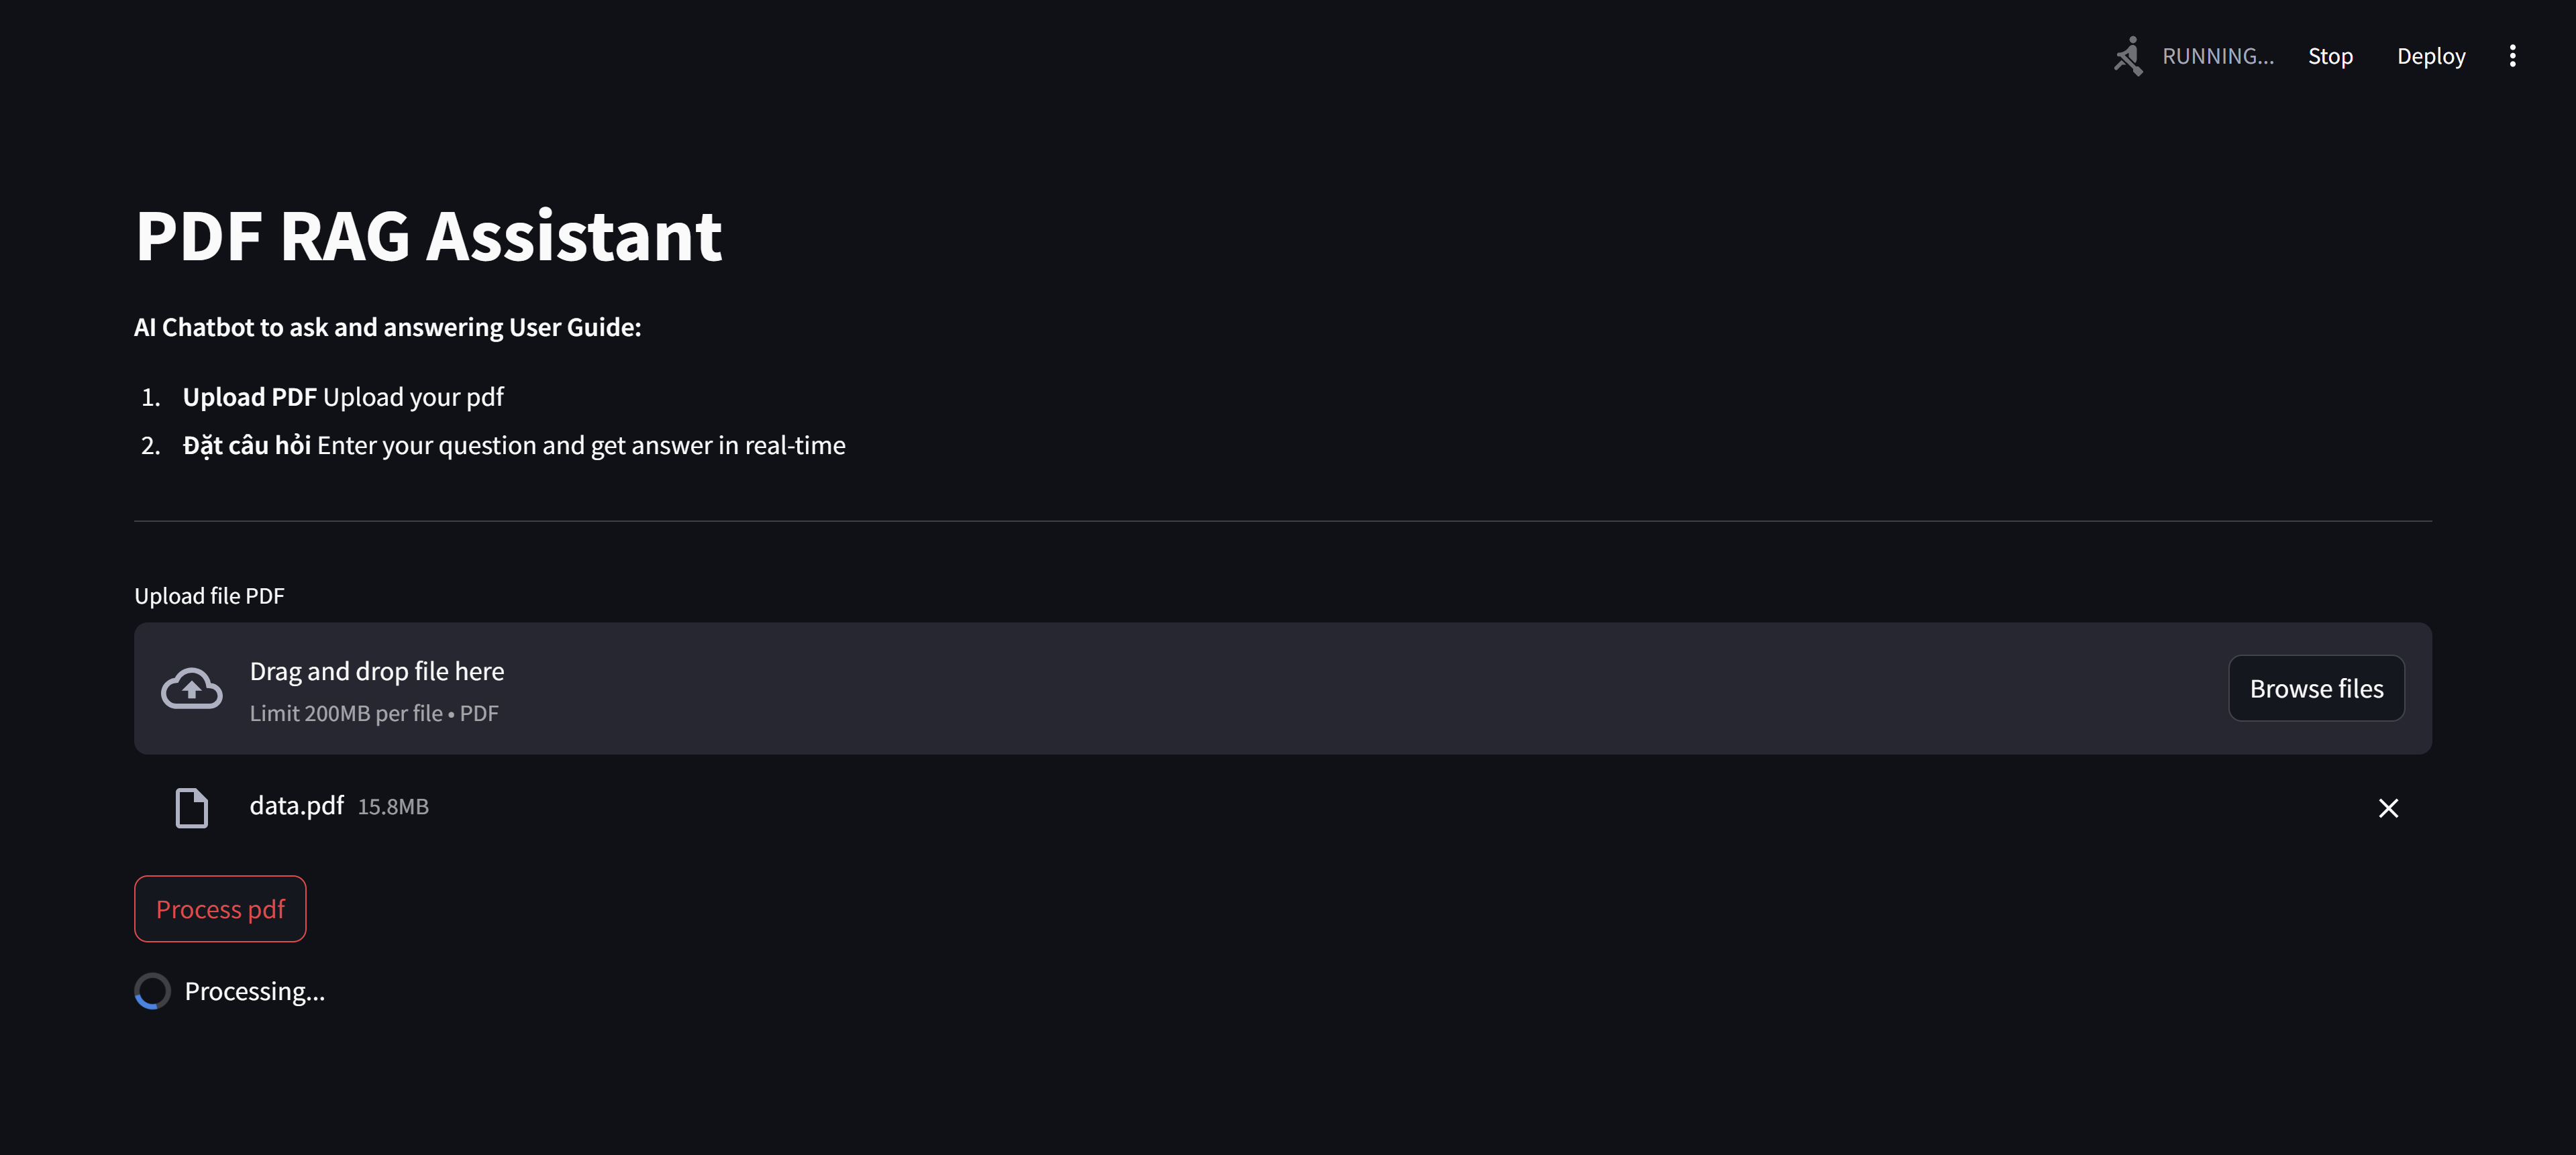 RUNNING... Stop Deploy
PDF RAG Assistant
AI Chatbot to ask and answering User Guide:
1. Upload PDF Upload your pdf
2. Đặt câu hỏi Enter your question and get answer in real-time
Upload file PDF
Drag and drop file here
Limit 200MB per file • PDF
Browse files
data.pdf 15.8MB
Process pdf
Processing...